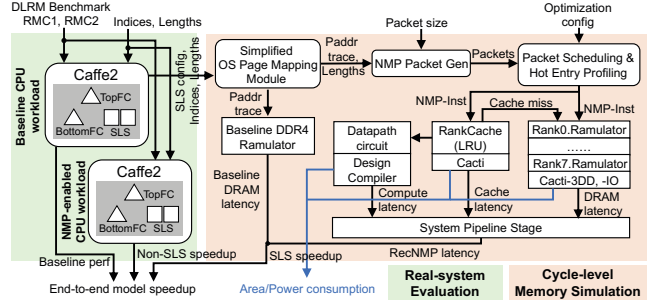 DLRM Benchmark
RMC1, RMC2
Indices, Lengths
Packet size
Optimization
config
Baseline CPU
workload
Caffe2
TopFC
BottomFC
SLS
NMP-enabled
CPU workload
Caffe2
TopFC
BottomFC
SLS
SLS config,
Indices, Lengths
Simplified
OS Page Mapping
Module
Paddr
trace,
Lengths
NMP Packet Gen
Packets
Packet Scheduling &
Hot Entry Profiling
Paddr
trace
Baseline DDR4
Ramulator
Baseline
DRAM
latency
NMP-Inst
Cache miss
NMP-Inst
Datapath
circuit
Design
Compiler
RankCache
(LRU)
Cacti
Rank0.Ramulator
......
Rank7.Ramulator
Cacti-3DD, -IO
Compute
latency
Cache
latency
DRAM
latency
System Pipeline Stage
RecNMP latency
Non-SLS speedup
SLS speedup
Baseline perf
End-to-end model speedup
Area/Power consumption
Real-system
Evaluation
Cycle-level
Memory Simulation